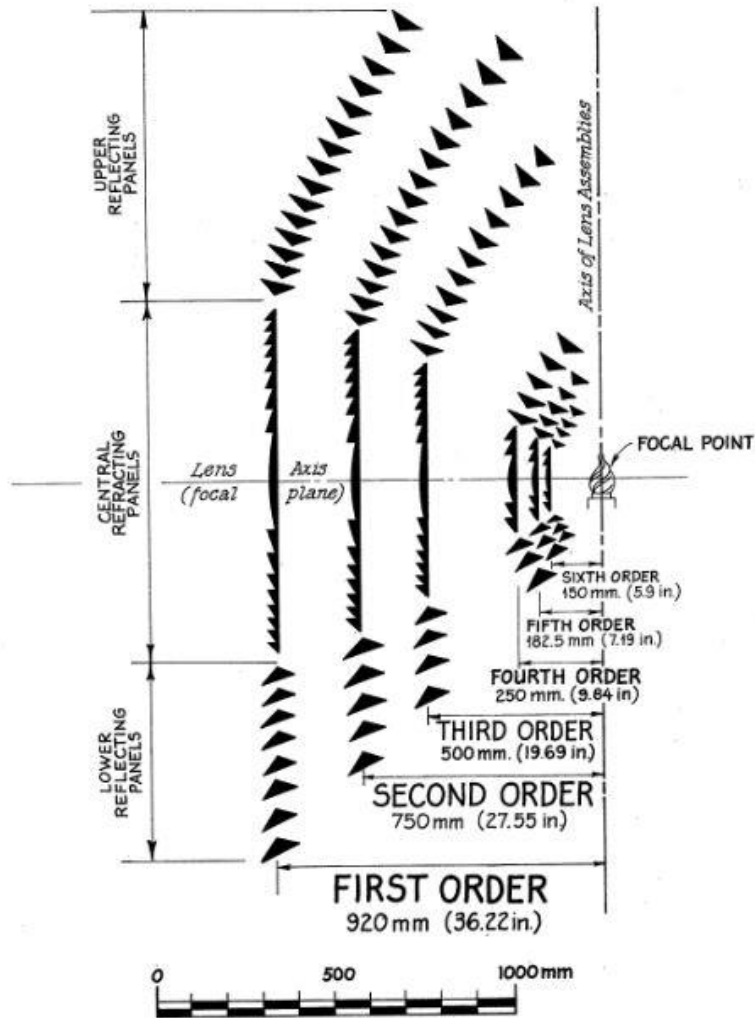 UPPER
REFLECTING
PANELS
Axis of Lens Assemblies
CENTRAL
REFRACTING
PANELS
Lens Axis
(focal plane)
FOCAL POINT
SIXTH ORDER
150 mm. (5.9 in.)
FIFTH ORDER
182.5 mm (7.19 in.)
FOURTH ORDER
250 mm. (9.84 in)
THIRD ORDER
500 mm. (19.69 in.)
LOWER
REFLECTING
PANELS
SECOND ORDER
750 mm (27.55 in.)
FIRST ORDER
920 mm (36.22 in.)
0 500 1000 mm